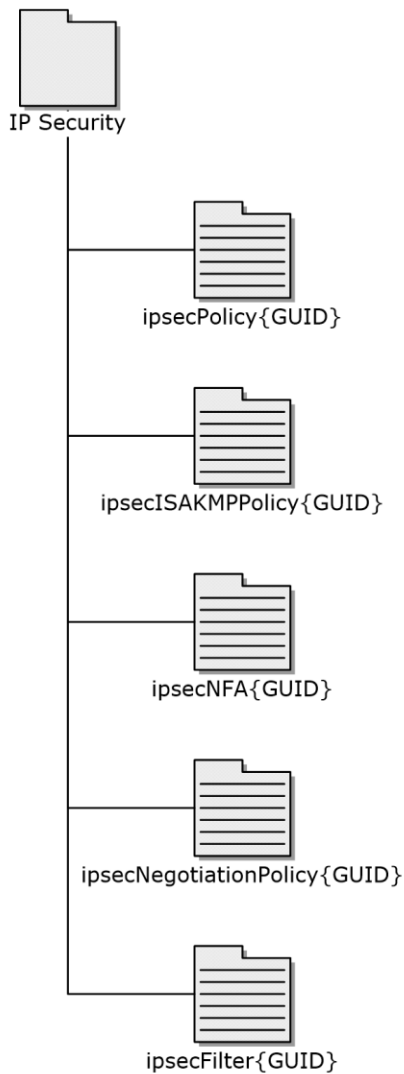 IP Security
ipsecPolicy{GUID}
ipsecISAKMPPolicy{GUID}
ipsecNFA{GUID}
ipsecNegotiationPolicy{GUID}
ipsecFilter{GUID}